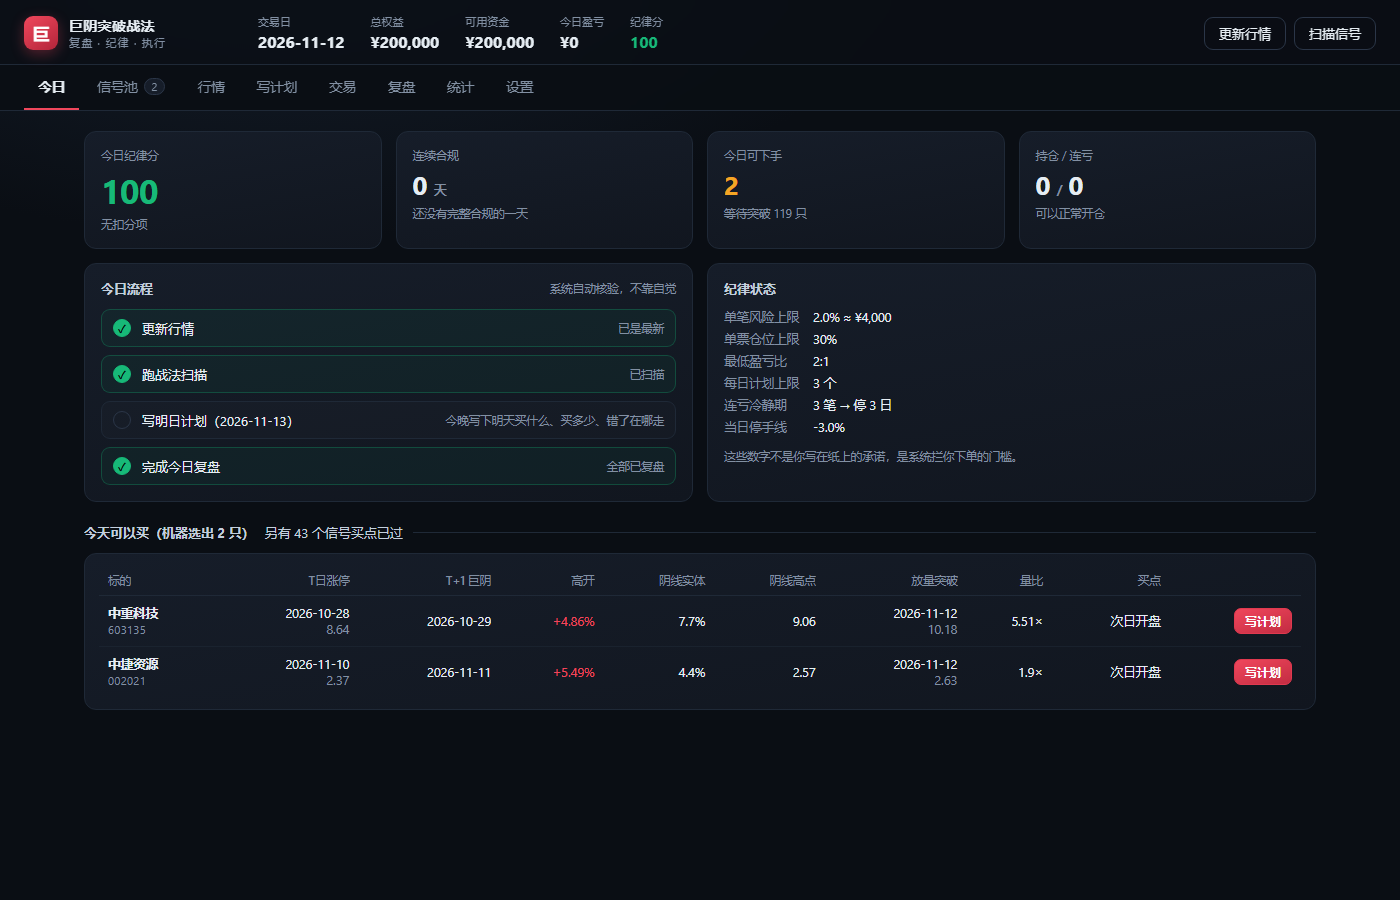 巨
巨阴突破战法
复盘 · 纪律 · 执行
交易日
2026-11-12
总权益
¥200,000
可用资金
¥200,000
今日盈亏
¥0
纪律分
100
更新行情
扫描信号
今日
信号池 2
行情
写计划
交易
复盘
统计
设置
今日纪律分
100
无扣分项
连续合规
0 天
还没有完整合规的一天
今日可下手
2
等待突破 119 只
持仓 / 连亏
0 / 0
可以正常开仓
今日流程
系统自动核验，不靠自觉
更新行情 已是最新
跑战法扫描 已扫描
写明日计划（2026-11-13） 今晚写下明天买什么、买多少、错了在哪走
完成今日复盘 全部已复盘
纪律状态
单笔风险上限 2.0% ≈ ¥4,000
单票仓位上限 30%
最低盈亏比 2:1
每日计划上限 3 个
连亏冷静期 3 笔 → 停 3 日
当日停手线 -3.0%
这些数字不是你写在纸上的承诺，是系统拦你下单的门槛。
今天可以买（机器选出 2 只） 另有 43 个信号买点已过
标的 T日涨停 T+1 巨阴 高开 阴线实体 阴线高点 放量突破 量比 买点
中重科技 2026-10-28 2026-10-29 +4.86% 7.7% 9.06 2026-11-12 5.51× 次日开盘 写计划
603135 8.64 10.18
中捷资源 2026-11-10 2026-11-11 +5.49% 4.4% 2.57 2026-11-12 1.9× 次日开盘 写计划
002021 2.37 2.63